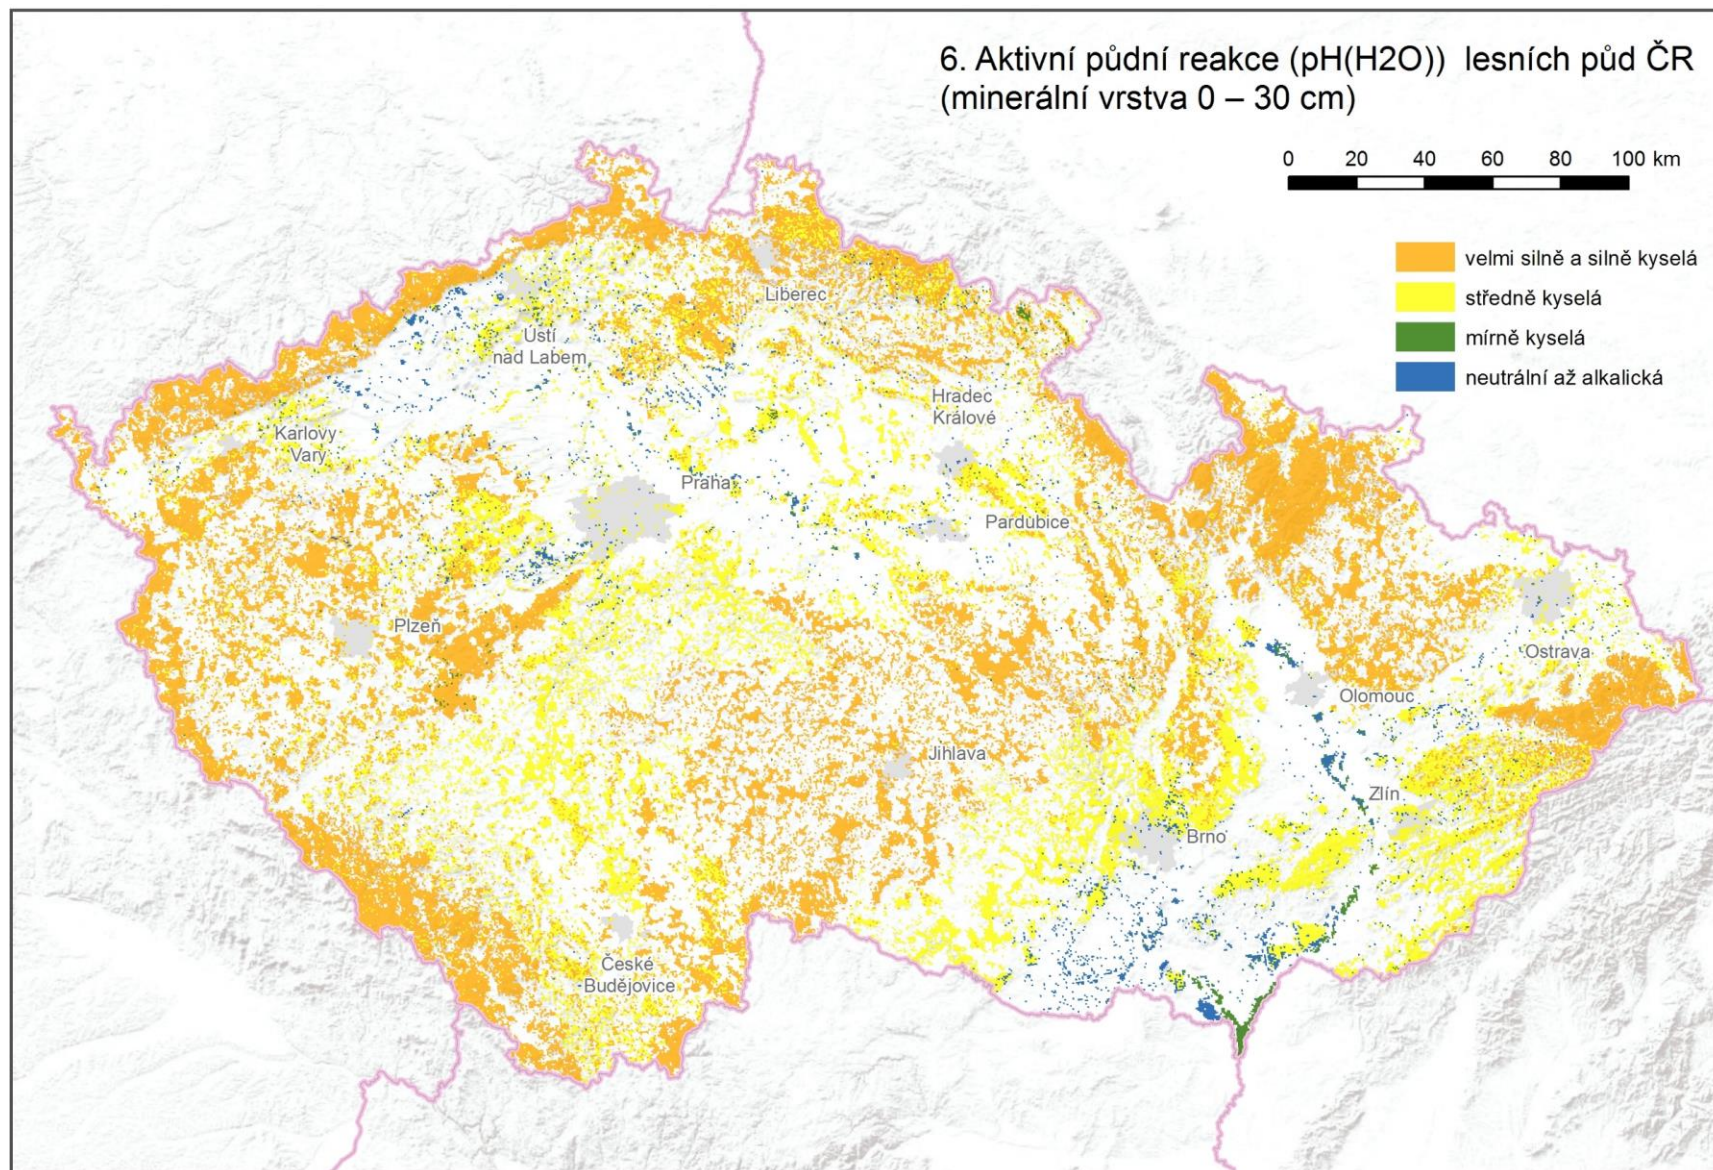 6. Aktivní půdní reakce (pH(H2O))  lesních půd ČR
(minerální vrstva 0 – 30 cm)
0 20 40 60 80 100 km
velmi silně a silně kyselá
středně kyselá
mírně kyselá
neutrální až alkalická
Liberec
Ústí
nad Labem
Hradec
Králové
Karlovy
Vary
Praha
Pardubice
Plzeň
Ostrava
Olomouc
Jihlava
Zlín
Brno
České
Budějovice